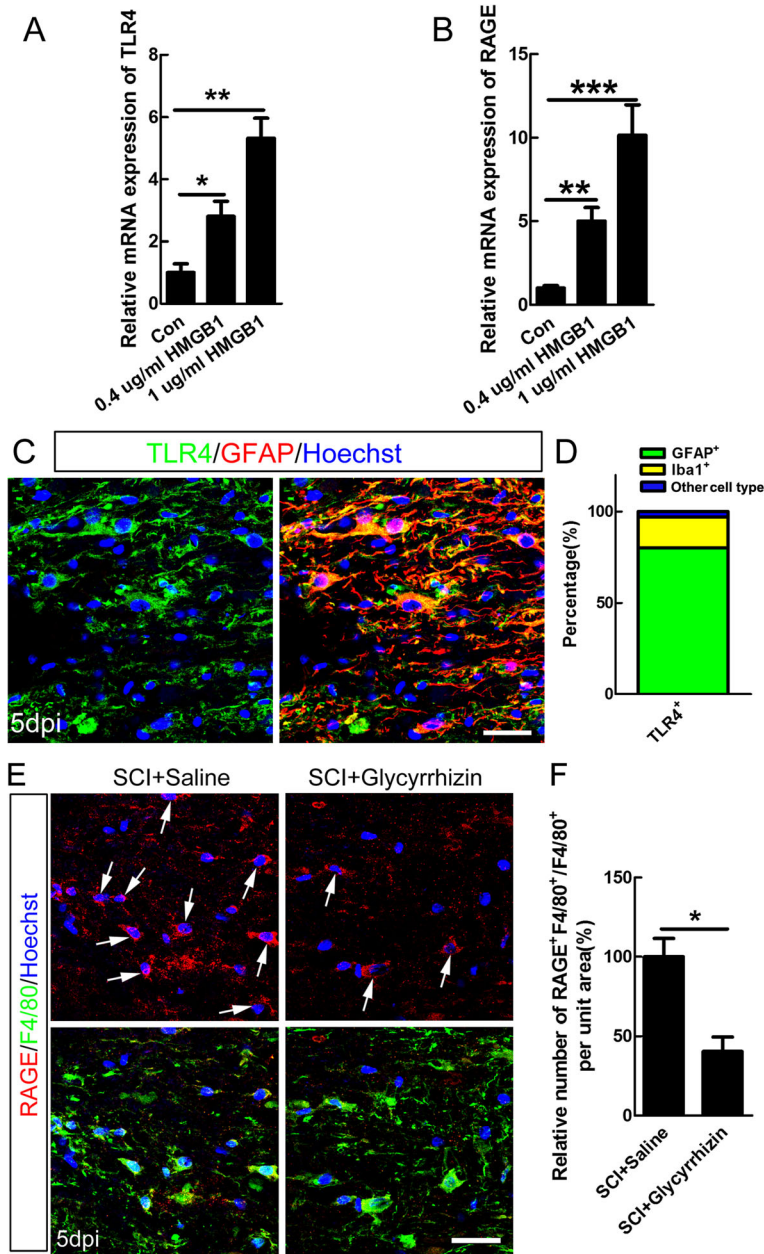 A
Relative mRNA expression of TLR4
8
6
4
2
0
**
*
Con
0.4 ug/ml HMGB1
1 ug/ml HMGB1
B
Relative mRNA expression of RAGE
15
10
5
0
***
**
Con
0.4 ug/ml HMGB1
1 ug/ml HMGB1
C
TLR4/GFAP/Hoechst
5dpi
D
GFAP⁺
Iba1⁺
Other cell type
Percentage(%)
100
50
0
TLR4⁺
E
SCI+Saline
SCI+Glycyrrhizin
RAGE/F4/80/Hoechst
5dpi
F
Relative number of RAGE⁺F4/80⁺/F4/80⁺
per unit area(%)
150
100
50
0
*
SCI+Saline
SCI+Glycyrrhizin